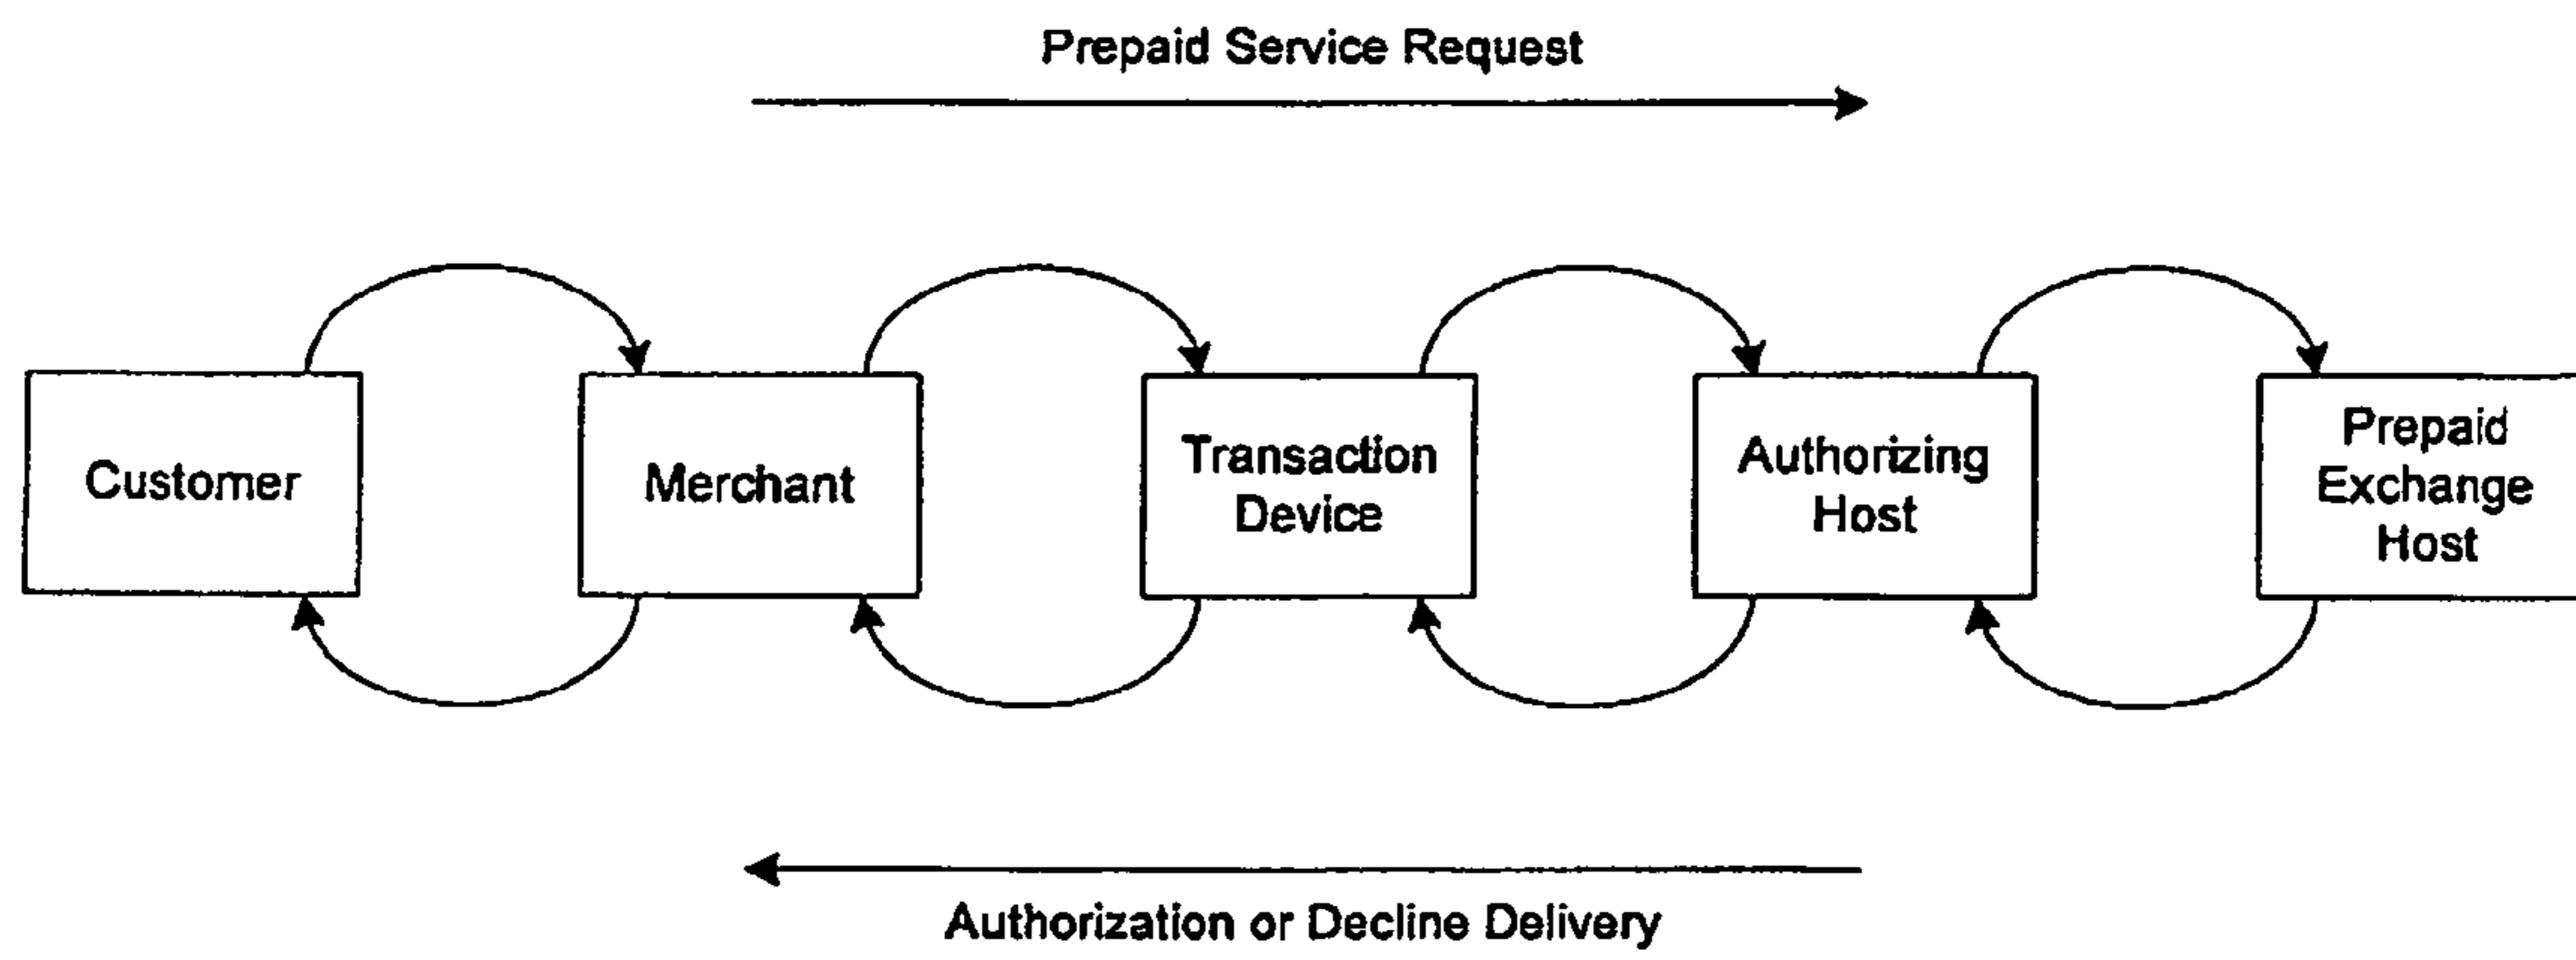 Prepaid Service Request
Customer
Merchant
Transaction
Device
Authorizing
Host
Prepaid
Exchange
Host
Authorization or Decline Delivery